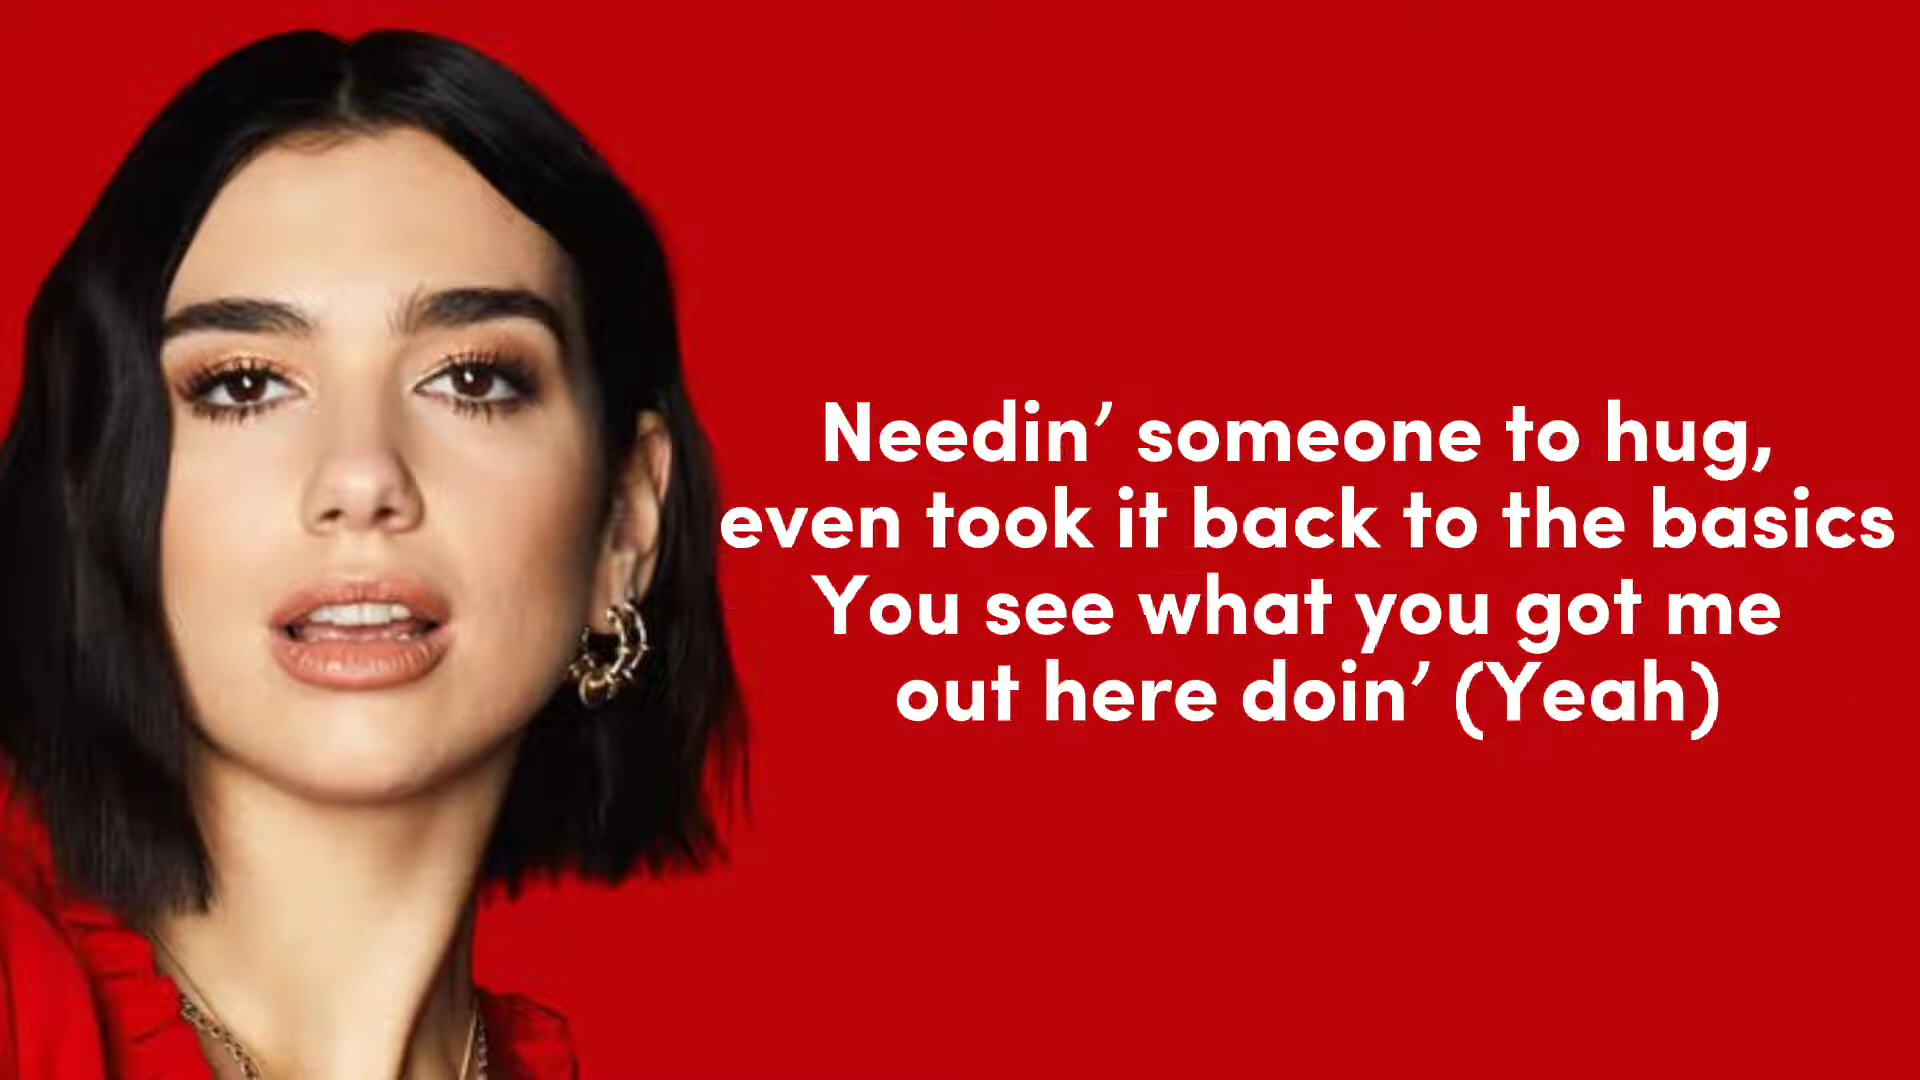 Needin’ someone to hug,
even took it back to the basics
You see what you got me
out here doin’ (Yeah)